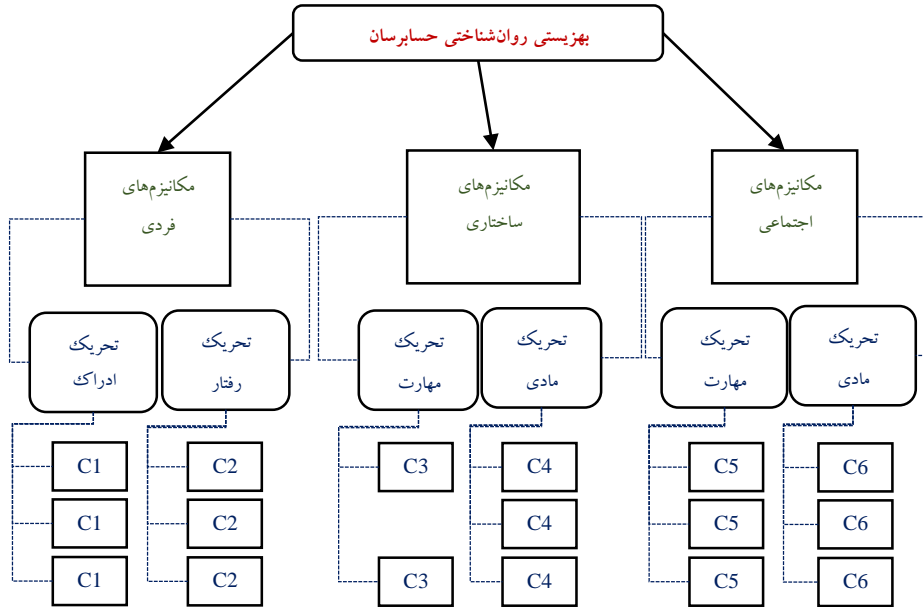 بهزیستی روان‌شناختی حسابرسان
مکانیزم‌های
اجتماعی
مکانیزم‌های
ساختاری
مکانیزم‌های
فردی
تحریک
مادی
تحریک
مهارت
تحریک
مادی
تحریک
مهارت
تحریک
رفتار
تحریک
ادراک
C1
C2
C3
C4
C5
C6
C1
C2
C4
C5
C6
C1
C2
C3
C4
C5
C6